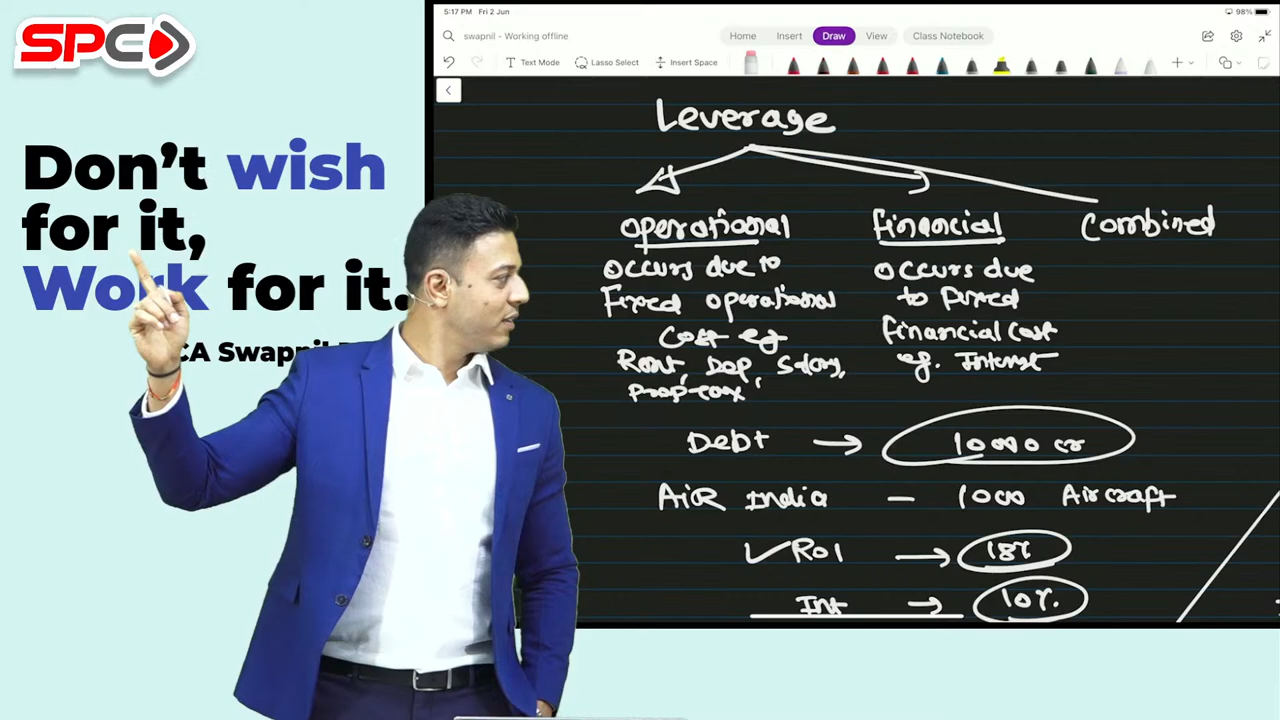 SPC
Don't wish
for it,
Work for it.
CA Swapnil
5:17 PM Fri 2 Jun
98%
swapnil - Working offline
Home Insert Draw View Class Notebook
Text Mode Lasso Select Insert Space
Leverage
Operational Financial Combined
Occurs due to
Fixed operational
Cost eg
Rent, Dep, Salary,
prop tax,
Occurs due
to fixed
financial cost
eg. Interest
Debt → 10000 cr
AiR India - 1000 Aircraft
✓ RoI → 18%
Int → 10%.